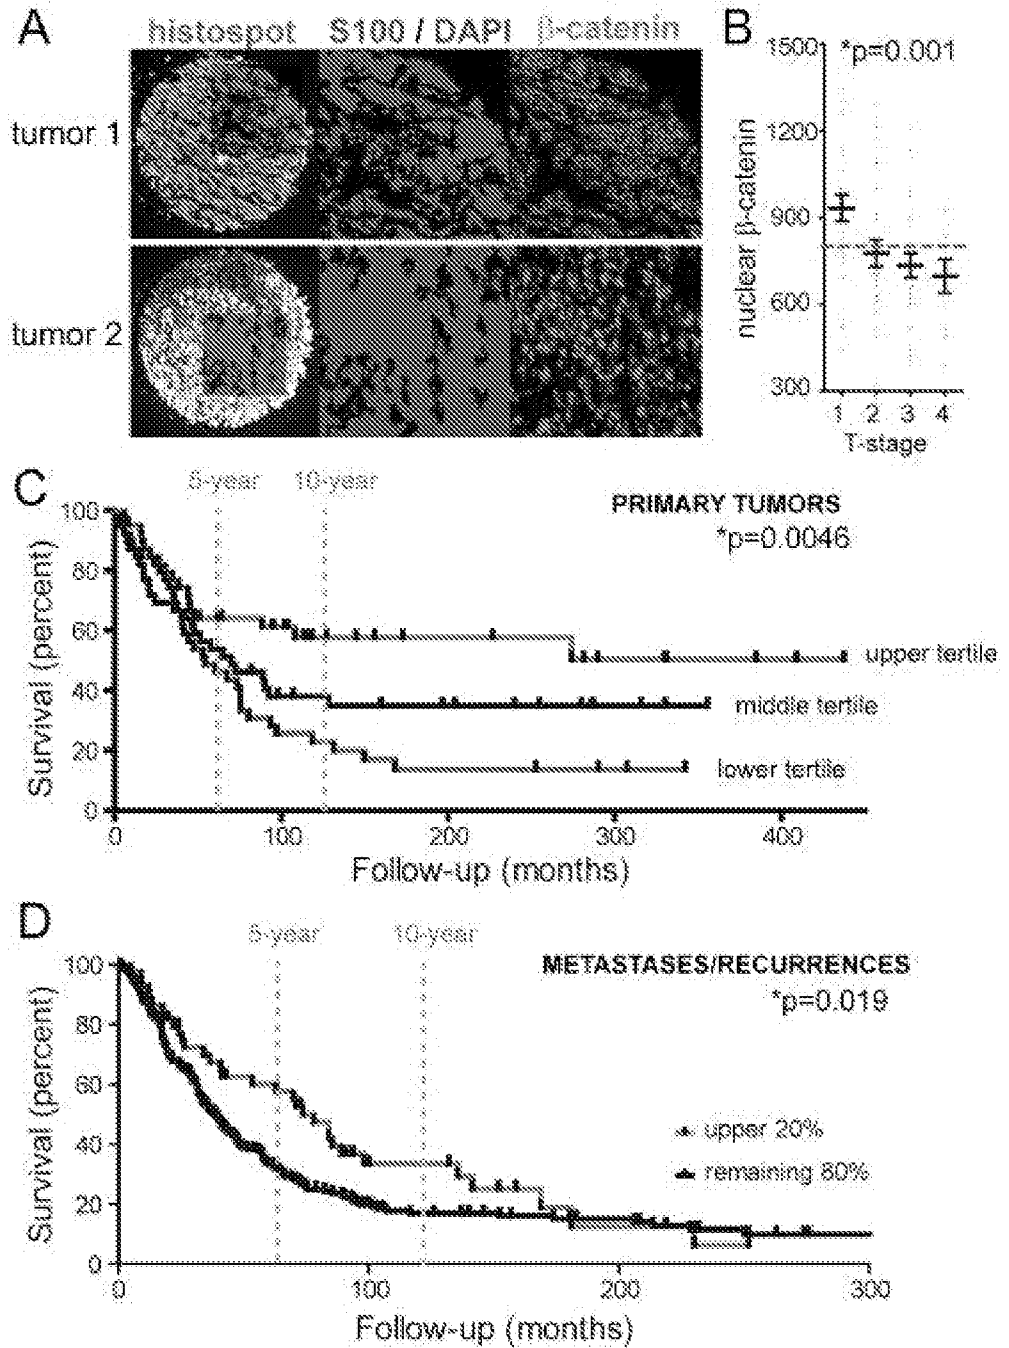 A
histospot S100 / DAPI β-catenin
tumor 1
tumor 2
B
*p=0.001
nuclear β-catenin
1500
1200
900
600
300
1 2 3 4
T-stage
C
5-year 10-year
PRIMARY TUMORS
*p=0.0046
Survival (percent)
100
80
60
40
20
0
upper tertile
middle tertile
lower tertile
0 100 200 300 400
Follow-up (months)
D
5-year 10-year
METASTASES/RECURRENCES
*p=0.019
Survival (percent)
100
80
60
40
20
0
upper 20%
remaining 80%
0 100 200 300
Follow-up (months)